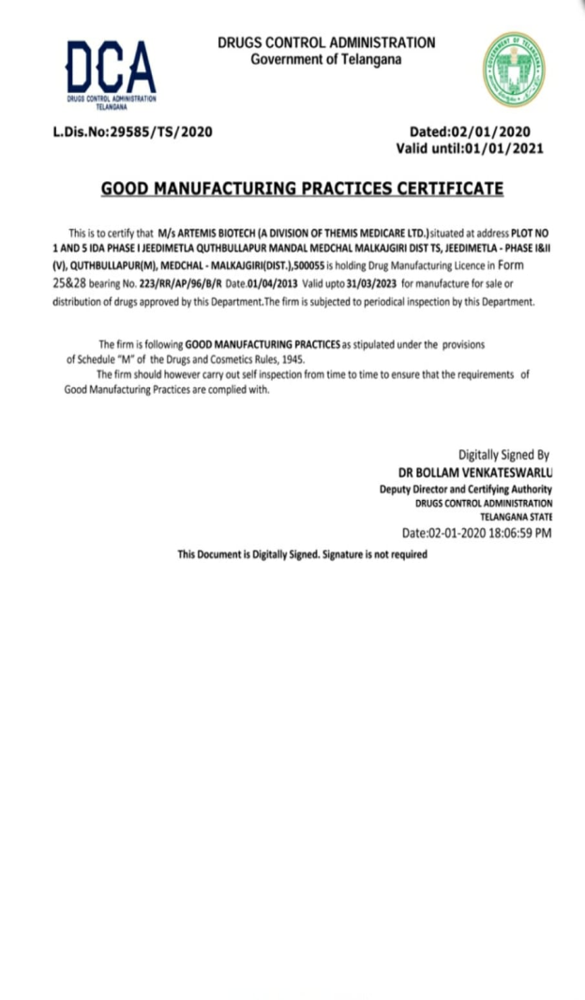 DRUGS CONTROL ADMINISTRATION
Government of Telangana
DCA
DRUGS CONTROL ADMINISTRATION
TELANGANA
L.Dis.No:29585/TS/2020
Dated:02/01/2020
Valid until:01/01/2021
GOOD MANUFACTURING PRACTICES CERTIFICATE
This is to certify that M/s ARTEMIS BIOTECH (A DIVISION OF THEMIS MEDICARE LTD.)situated at address PLOT NO
1 AND 5 IDA PHASE I JEEDIMETLA QUTHBULLAPUR MANDAL MEDCHAL MALKAJGIRI DIST TS, JEEDIMETLA - PHASE I&II
(V), QUTHBULLAPUR(M), MEDCHAL - MALKAJGIRI(DIST.),500055 is holding Drug Manufacturing Licence in Form
25&28 bearing No. 223/RR/AP/96/B/R Date.01/04/2013 Valid upto 31/03/2023 for manufacture for sale or
distribution of drugs approved by this Department.The firm is subjected to periodical inspection by this Department.
The firm is following GOOD MANUFACTURING PRACTICES as stipulated under the provisions
of Schedule "M" of the Drugs and Cosmetics Rules, 1945.
The firm should however carry out self inspection from time to time to ensure that the requirements of
Good Manufacturing Practices are complied with.
Digitally Signed By
DR BOLLAM VENKATESWARLU
Deputy Director and Certifying Authority
DRUGS CONTROL ADMINISTRATION
TELANGANA STATE
Date:02-01-2020 18:06:59 PM
This Document is Digitally Signed. Signature is not required